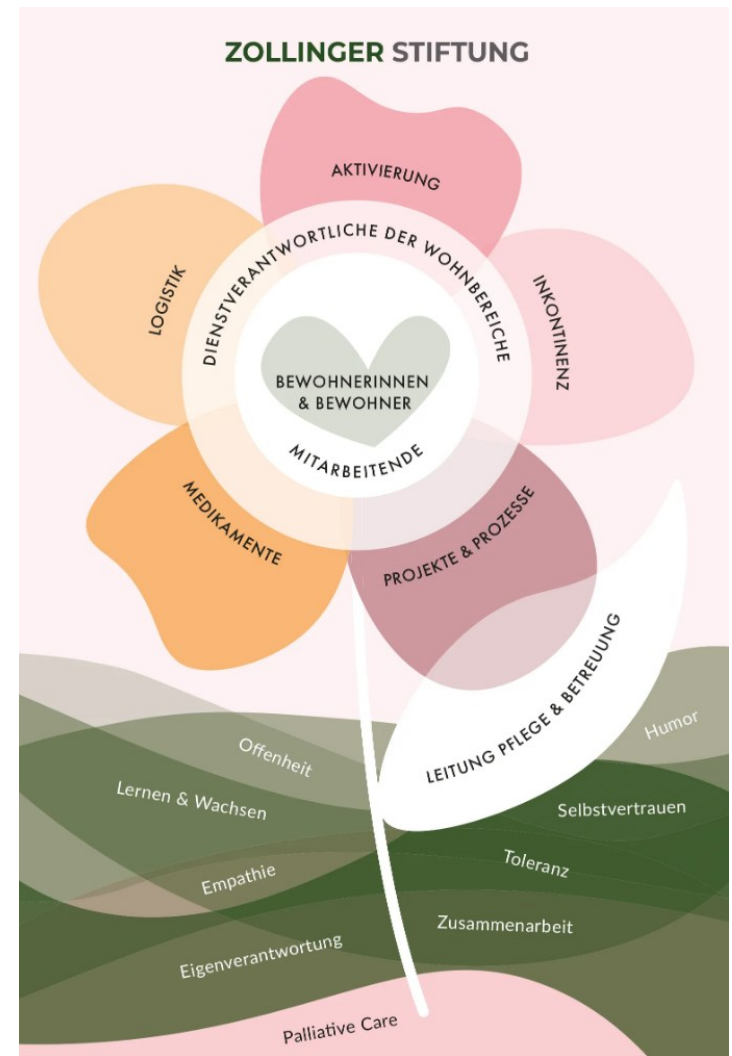 ZOLLINGER STIFTUNG
AKTIVIERUNG
DIENSTVERANTWORTLICHE DER WOHNBEREICHE
LOGISTIK
INKONTINENZ
BEWOHNERINNEN
& BEWOHNER
MITARBEITENDE
MEDIKAMENTE
PROJEKTE & PROZESSE
LEITUNG PFLEGE & BETREUUNG
Humor
Offenheit
Lernen & Wachsen
Selbstvertrauen
Empathie
Toleranz
Zusammenarbeit
Eigenverantwortung
Palliative Care